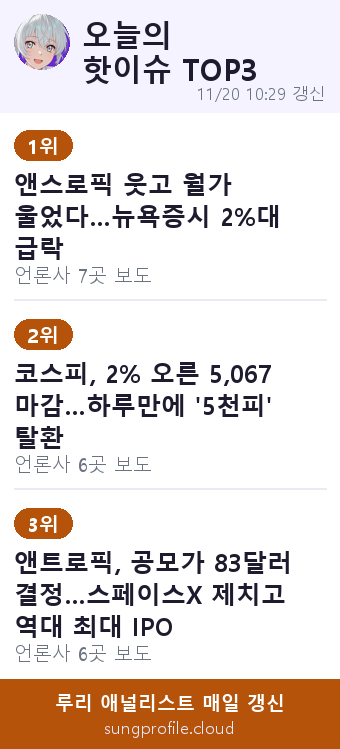 오늘의
핫이슈 TOP3
11/20 10:29 갱신
1위
앤스로픽 웃고 월가
울었다...뉴욕증시 2%대
급락
언론사 7곳 보도
2위
코스피, 2% 오른 5,067
마감...하루만에 '5천피'
탈환
언론사 6곳 보도
3위
앤트로픽, 공모가 83달러
결정...스페이스X 제치고
역대 최대 IPO
언론사 6곳 보도
루리 애널리스트 매일 갱신
sungprofile.cloud